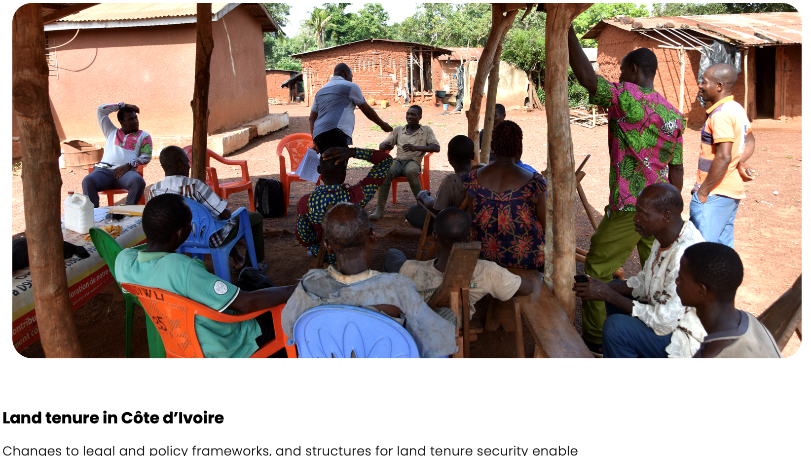 Land tenure in Côte d’Ivoire
Changes to legal and policy frameworks, and structures for land tenure security enable